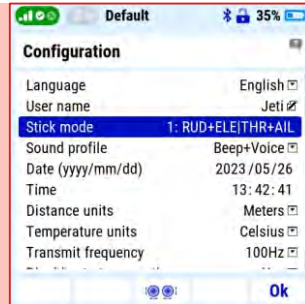 Default 35%
Configuration
Language English
User name Jeti
Stick mode 1: RUD+ELE|THR+AIL
Sound profile Beep+Voice
Date (yyyy/mm/dd) 2023/05/26
Time 13:42:41
Distance units Meters
Temperature units Celsius
Transmit frequency 100Hz
Ok